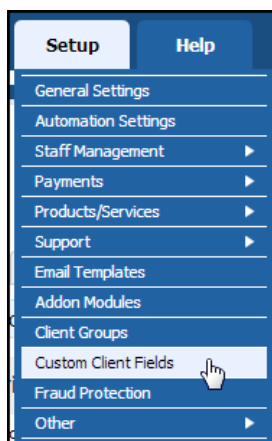 Setup Help
General Settings
Automation Settings
Staff Management
Payments
Products/Services
Support
Email Templates
Addon Modules
Client Groups
Custom Client Fields
Fraud Protection
Other